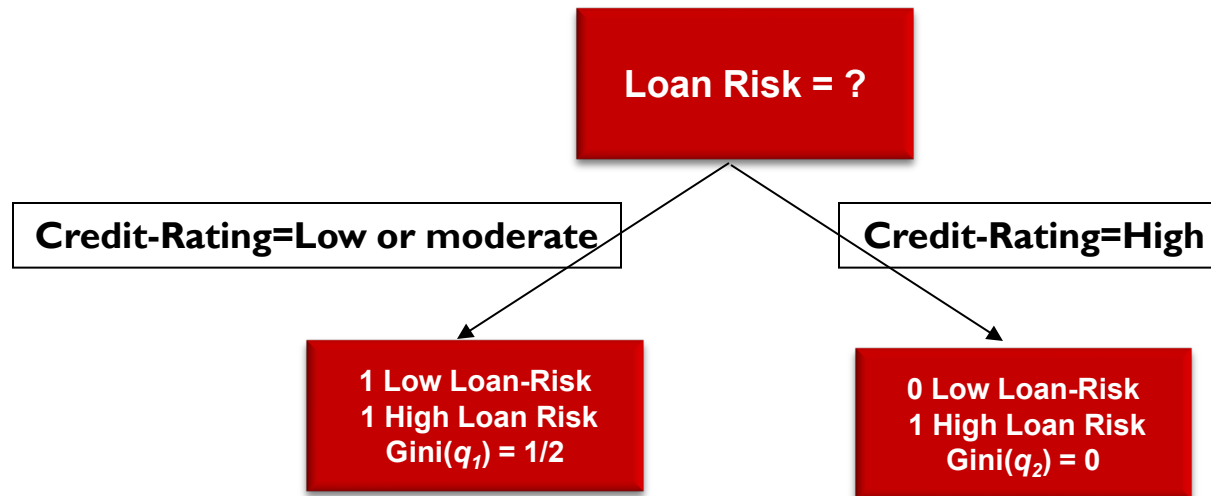 Loan Risk = ?
Credit-Rating=Low or moderate
Credit-Rating=High
1 Low Loan-Risk
1 High Loan Risk
Gini(q₁) = 1/2
0 Low Loan-Risk
1 High Loan Risk
Gini(q₂) = 0